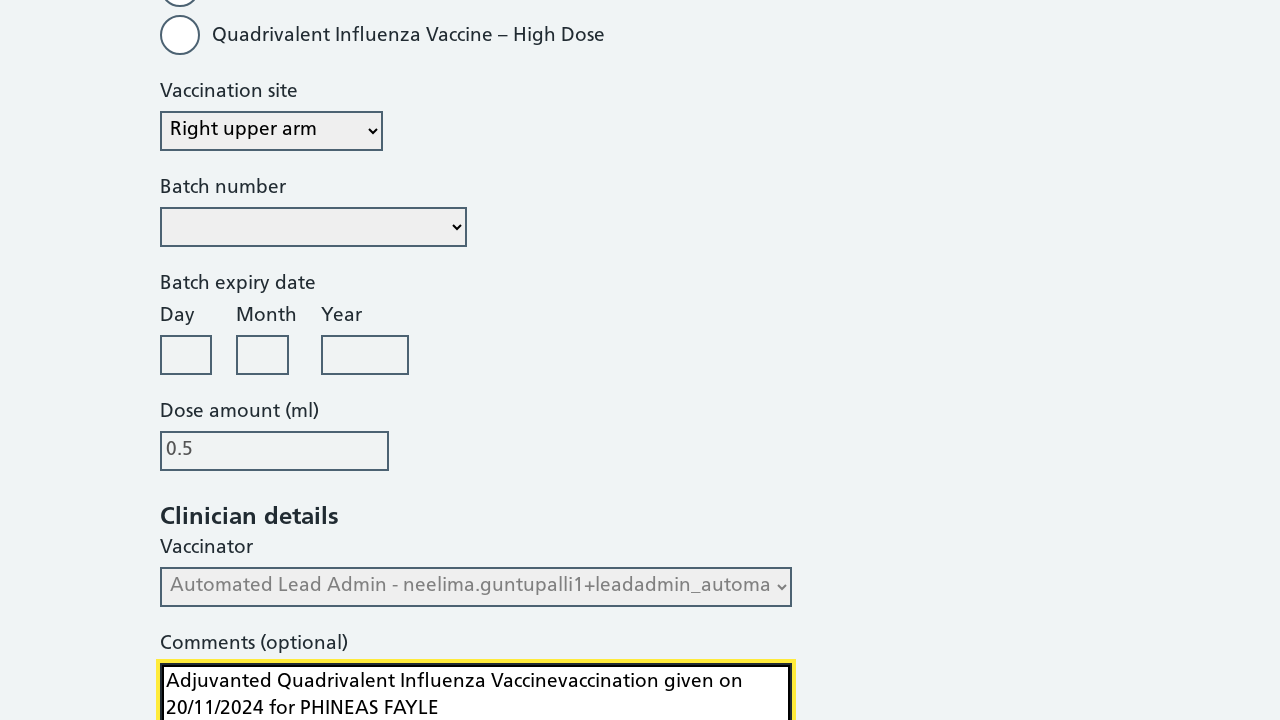 Quadrivalent Influenza Vaccine – High Dose
Vaccination site
Right upper arm
Batch number
Batch expiry date
Day Month Year
Dose amount (ml)
0.5
Clinician details
Vaccinator
Automated Lead Admin - neelima.guntupalli1+leadadmin_automa
Comments (optional)
Adjuvanted Quadrivalent Influenza Vaccinevaccination given on
20/11/2024 for PHINEAS FAYLE